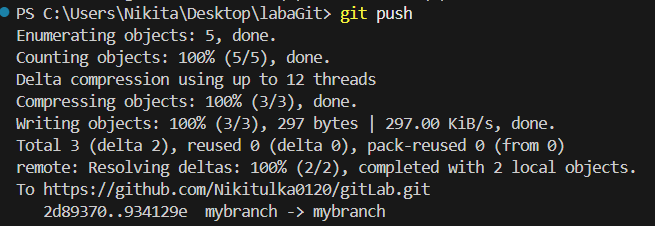 PS C:\Users\Nikita\Desktop\labaGit> git push
Enumerating objects: 5, done.
Counting objects: 100% (5/5), done.
Delta compression using up to 12 threads
Compressing objects: 100% (3/3), done.
Writing objects: 100% (3/3), 297 bytes | 297.00 KiB/s, done.
Total 3 (delta 2), reused 0 (delta 0), pack-reused 0 (from 0)
remote: Resolving deltas: 100% (2/2), completed with 2 local objects.
To https://github.com/Nikitulka0120/gitLab.git
   2d89370..934129e  mybranch -> mybranch